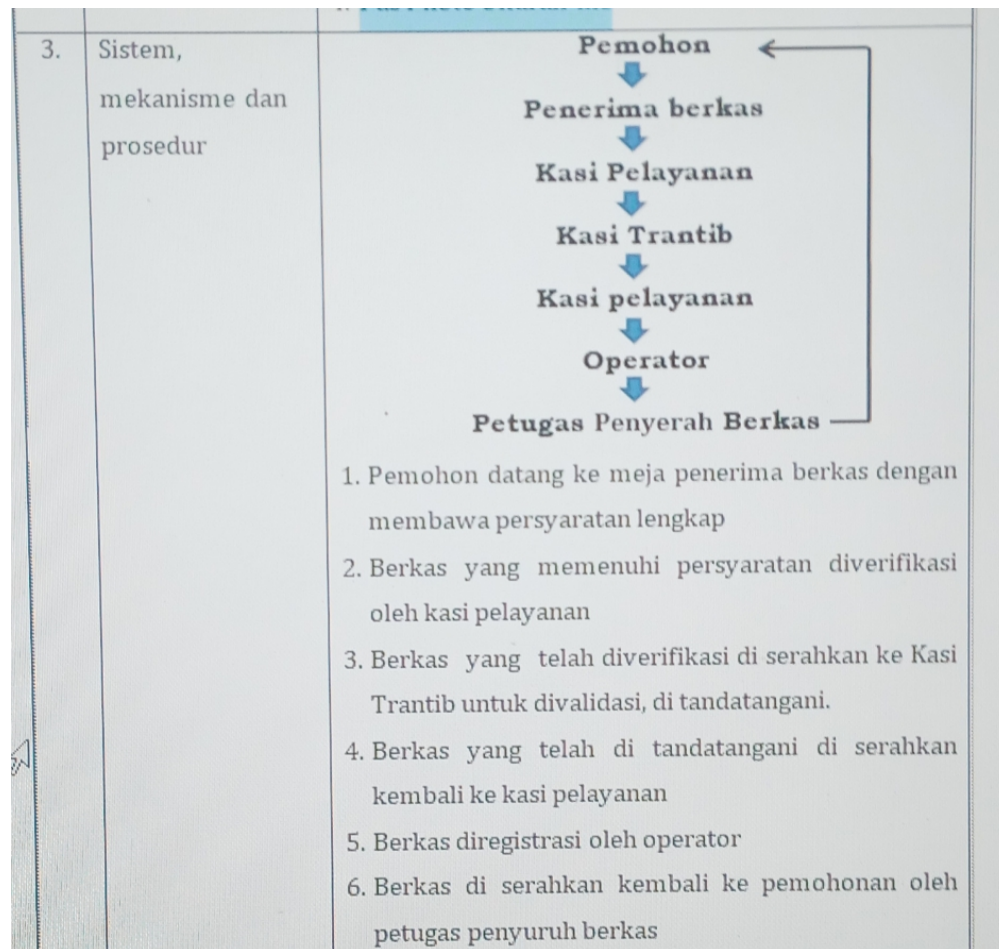 3.
Sistem,
mekanisme dan
prosedur
Pemohon
Penerima berkas
Kasi Pelayanan
Kasi Trantib
Kasi pelayanan
Operator
Petugas Penyerah Berkas
1. Pemohon datang ke meja penerima berkas dengan
membawa persyaratan lengkap
2. Berkas yang memenuhi persyaratan diverifikasi
oleh kasi pelayanan
3. Berkas yang telah diverifikasi di serahkan ke Kasi
Trantib untuk divalidasi, di tandatangani.
4. Berkas yang telah di tandatangani di serahkan
kembali ke kasi pelayanan
5. Berkas diregistrasi oleh operator
6. Berkas di serahkan kembali ke pemohonan oleh
petugas penyuruh berkas